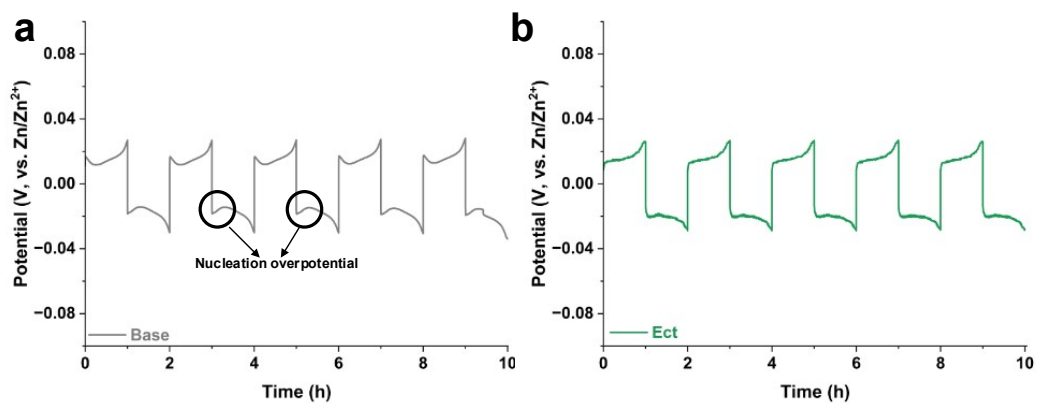 a
0.08
0.04
0.00
−0.04
−0.08
Potential (V, vs. Zn/Zn2+)
Nucleation overpotential
Base
0 2 4 6 8 10
Time (h)
b
0.08
0.04
0.00
−0.04
−0.08
Potential (V, vs. Zn/Zn2+)
Ect
0 2 4 6 8 10
Time (h)